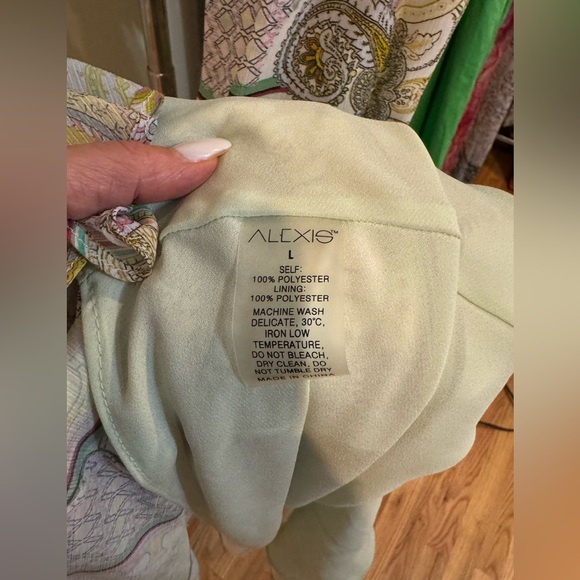 ALEXIS™
L
SELF:
100% POLYESTER
LINING:
100% POLYESTER
MACHINE WASH
DELICATE, 30°C,
IRON LOW
TEMPERATURE,
DO NOT BLEACH,
DRY CLEAN, DO
NOT TUMBLE DRY
MADE IN CHINA